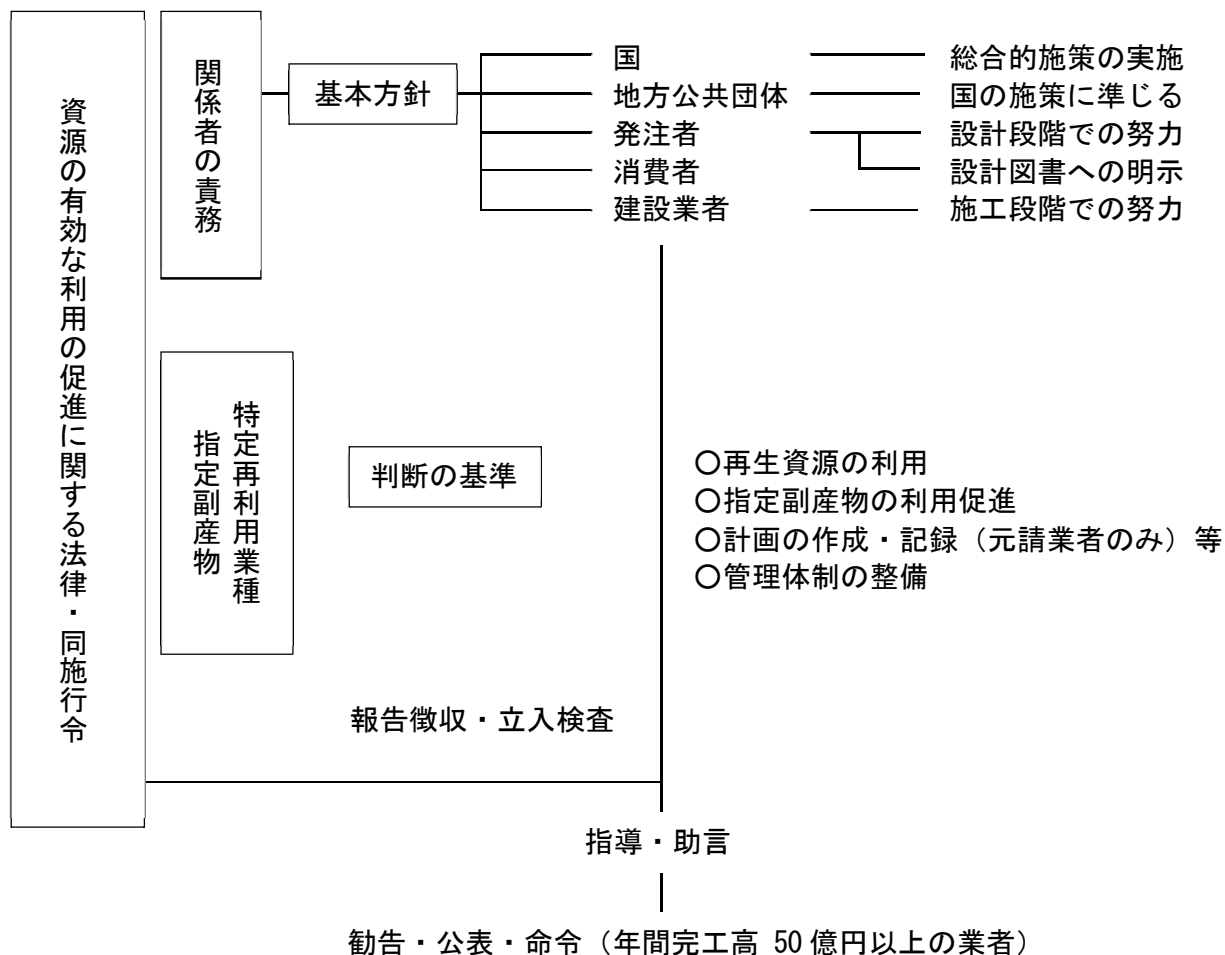 資源の有効な利用の促進に関する法律・同施行令
関係者の責務
基本方針
国
総合的施策の実施
地方公共団体
国の施策に準じる
発注者
設計段階での努力
消費者
設計図書への明示
建設業者
施工段階での努力
特定再利用業種
指定副産物
判断の基準
〇再生資源の利用
〇指定副産物の利用促進
〇計画の作成・記録（元請業者のみ）等
〇管理体制の整備
報告徴収・立入検査
指導・助言
勧告・公表・命令（年間完工高 50 億円以上の業者）